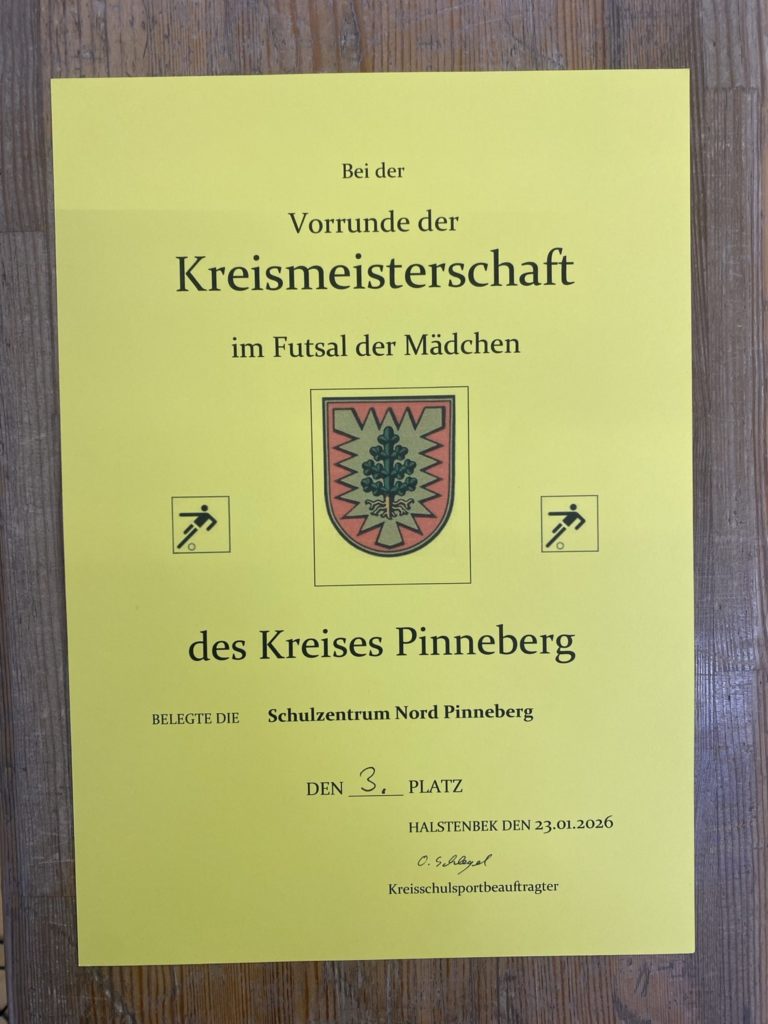 Bei der
Vorrunde der
Kreismeisterschaft
im Futsal der Mädchen
des Kreises Pinneberg
BELEGTE DIE Schulzentrum Nord Pinneberg
DEN 3. PLATZ
HALSTENBEK DEN 23.01.2026
O. Schlegel
Kreisschulsportbeauftragter